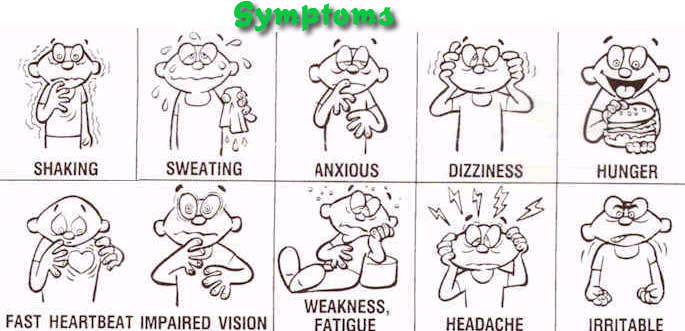 Symptoms
SHAKING
SWEATING
ANXIOUS
DIZZINESS
HUNGER
FAST HEARTBEAT
IMPAIRED VISION
WEAKNESS,
FATIGUE
HEADACHE
IRRITABLE